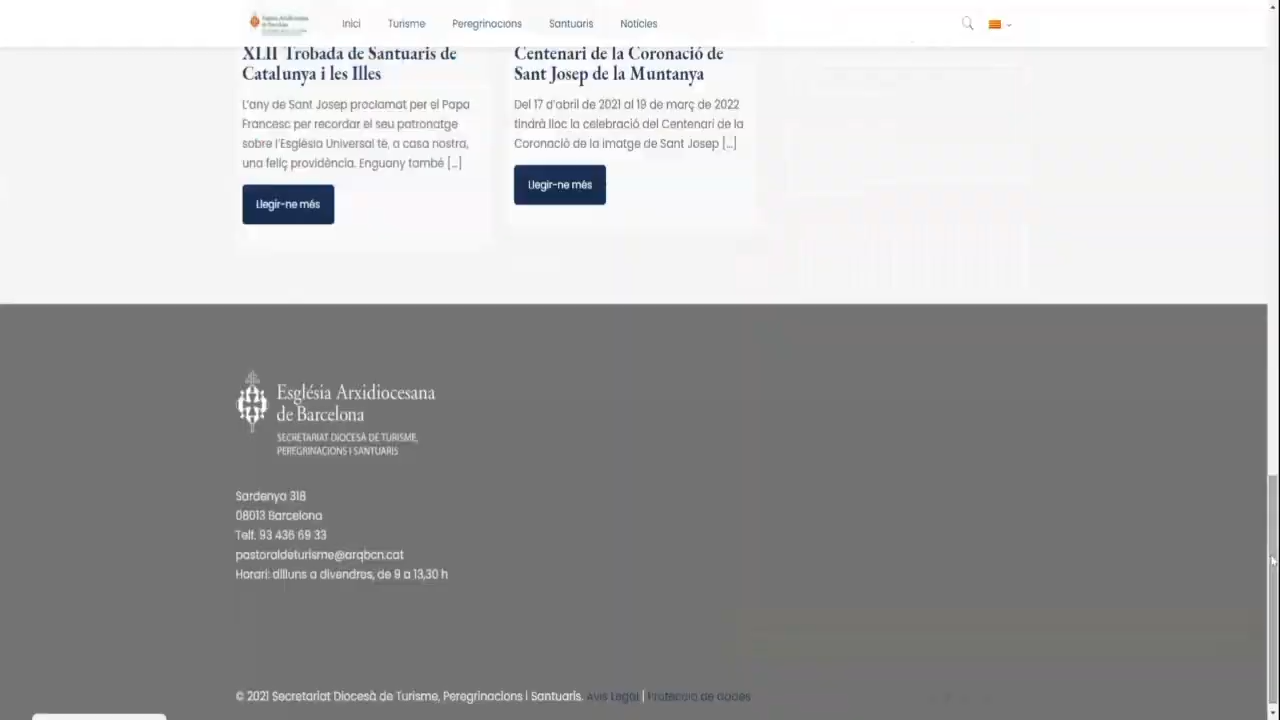 Inici Turisme Peregrinacions Santuaris Notícies
XLII Trobada de Santuaris de
Catalunya i les Illes
L'any de Sant Josep proclamat per el Papa
Francesc per recordar el seu patronatge
sobre l'Església Universal té, a casa nostra,
una feliç providència. Enguany també [...]
Llegir-ne més
Centenari de la Coronació de
Sant Josep de la Muntanya
Del 17 d'abril de 2021 al 19 de març de 2022
tindrà lloc la celebració del Centenari de la
Coronació de la imatge de Sant Josep [...]
Llegir-ne més
Església Arxidiocesana
de Barcelona
SECRETARIAT DIOCESÀ DE TURISME,
PEREGRINACIONS I SANTUARIS
Sardenya 318
08013 Barcelona
Telf. 93 436 69 33
pastoraldeturisme@arqbcn.cat
Horari: dilluns a divendres, de 9 a 13,30 h
© 2021 Secretariat Diocesà de Turisme, Peregrinacions i Santuaris. Avís Legal | Protecció de dades